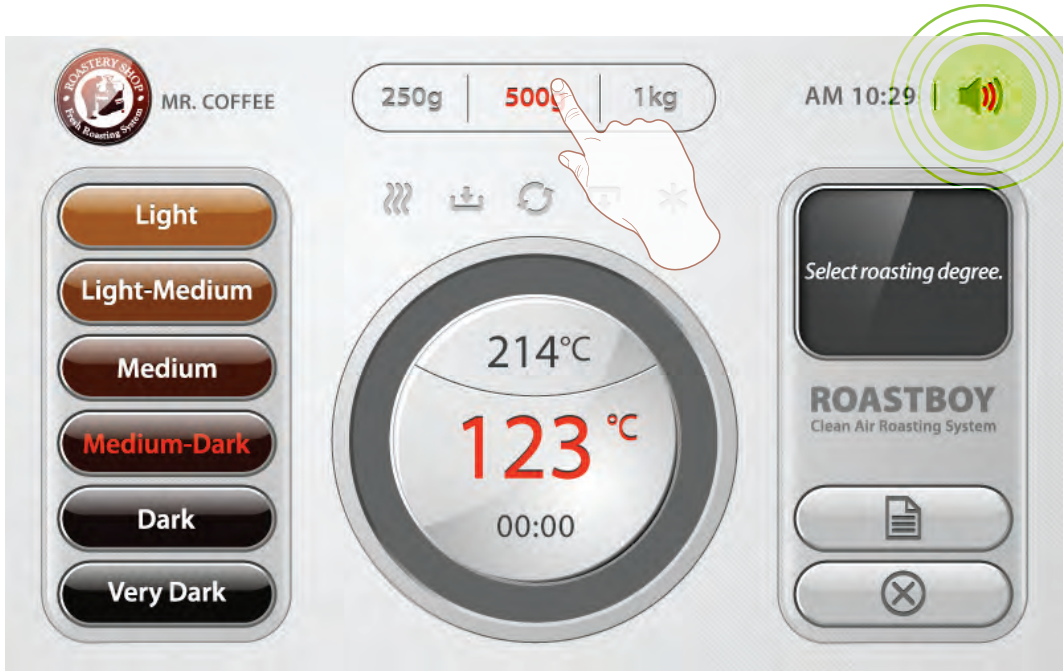 ROASTERY SHOP
Fresh Roasting System
MR. COFFEE
250g
500g
1kg
AM 10:29
Light
Light-Medium
Medium
Medium-Dark
Dark
Very Dark
214°C
123 °C
00:00
Select roasting degree.
ROASTBOY
Clean Air Roasting System